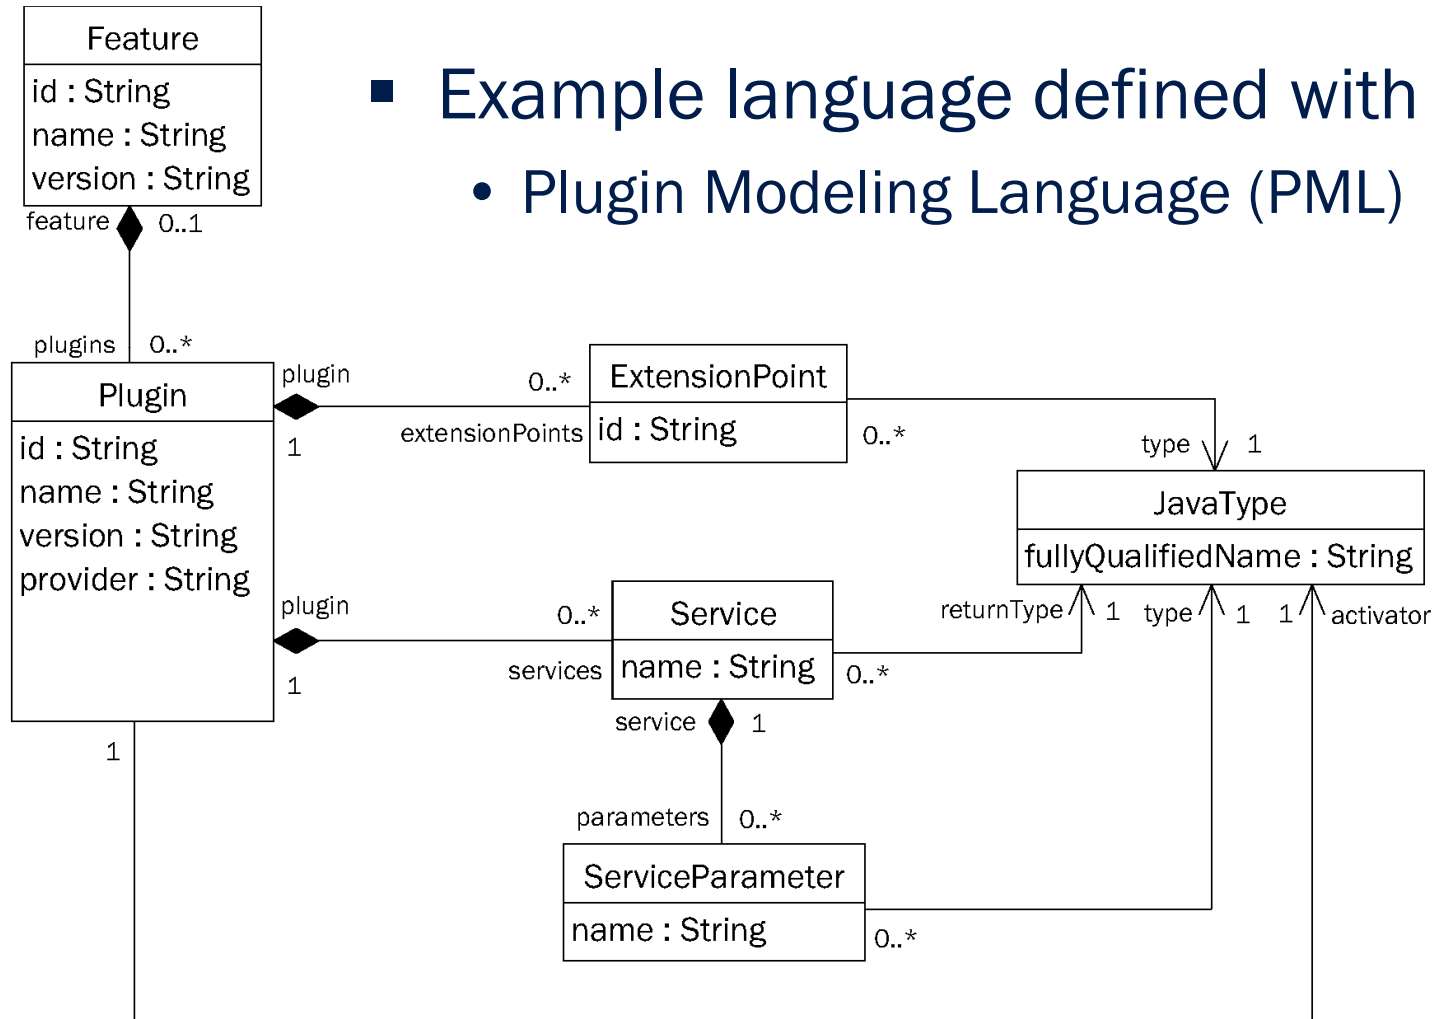 Feature
id : String
name : String
version : String
▪ Example language defined with
• Plugin Modeling Language (PML)
feature 0..1
plugins 0..*
Plugin
id : String
name : String
version : String
provider : String
plugin 0..*
1 extensionPoints
ExtensionPoint
id : String
0..*
type 1
JavaType
fullyQualifiedName : String
plugin 0..*
1 services
Service
name : String
0..*
returnType 1
type 1
1 activator
service 1
parameters 0..*
ServiceParameter
name : String
0..*
1